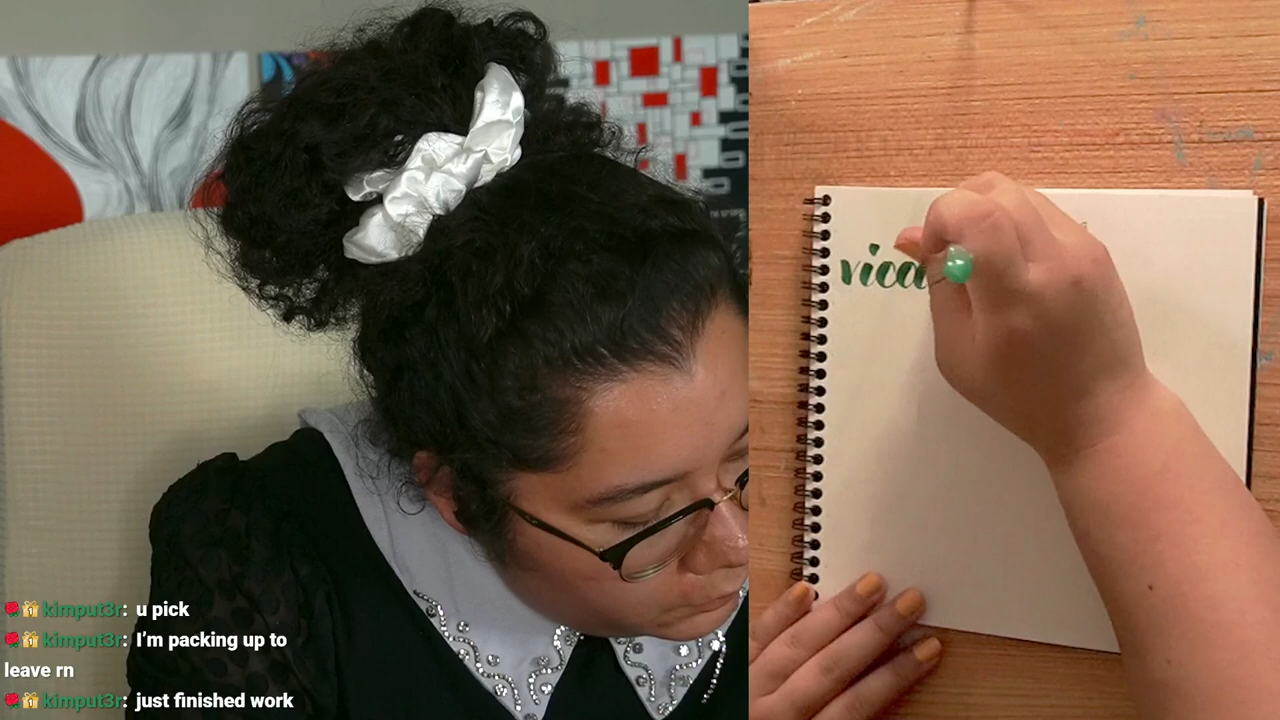 kimput3r: u pick
kimput3r: I'm packing up to
leave rn
kimput3r: just finished work
vica